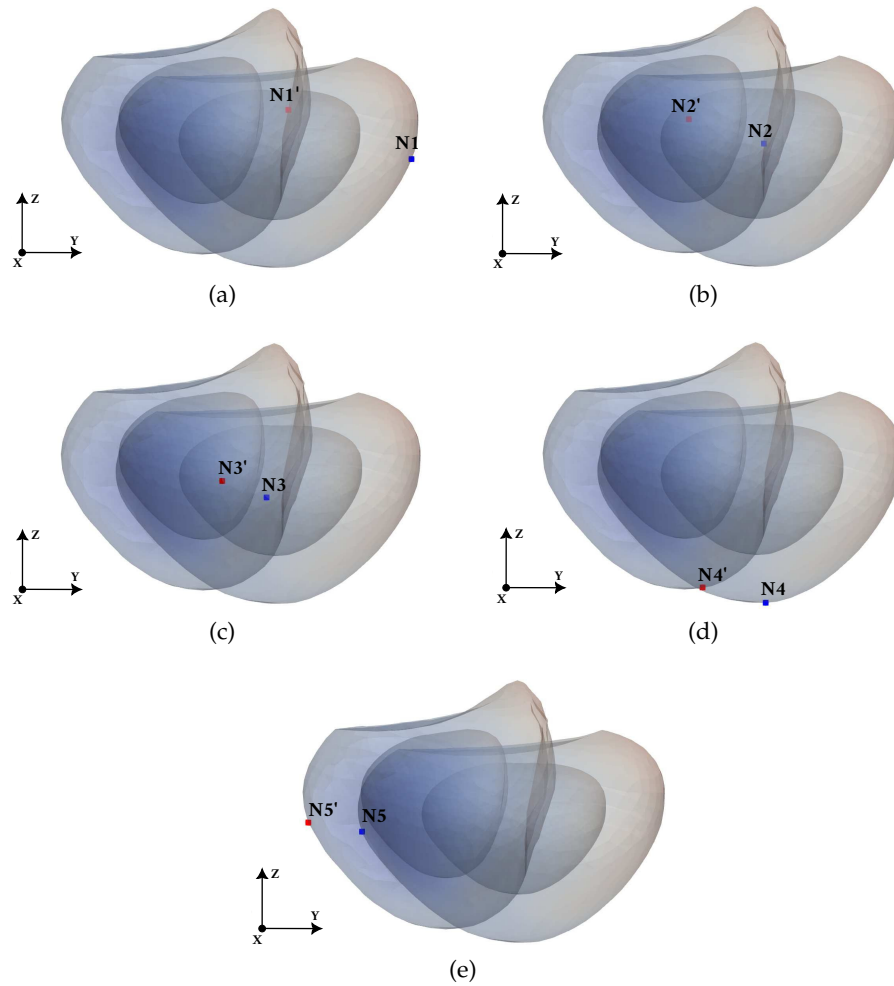 N1'
N1
Z
Y
X
(a)
N2'
N2
Z
Y
X
(b)
N3'
N3
Z
Y
X
(c)
N4'
N4
Z
Y
X
(d)
N5'
N5
Z
Y
X
(e)